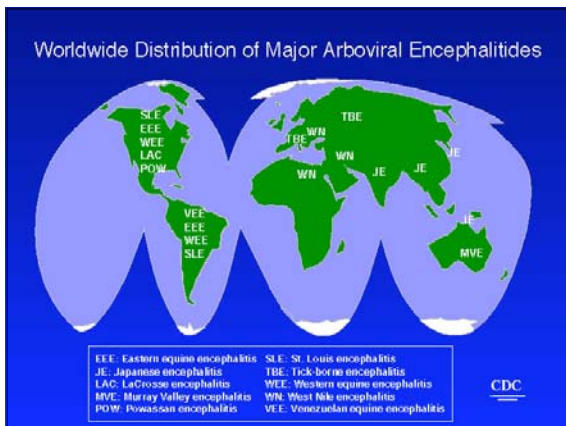 Worldwide Distribution of Major Arboviral Encephalitides
SLE
EEE
WEE
LAC
POW
VEE
EEE
WEE
SLE
TBE
TBE
WN
WN
WN
JE
JE
JE
JE
MVE
EEE: Eastern equine encephalitis
JE: Japanese encephalitis
LAC: LaCrosse encephalitis
MVE: Murray Valley encephalitis
POW: Powassan encephalitis
SLE: St. Louis encephalitis
TBE: Tick-borne encephalitis
WEE: Western equine encephalitis
WN: West Nile encephalitis
VEE: Venezuelan equine encephalitis
CDC